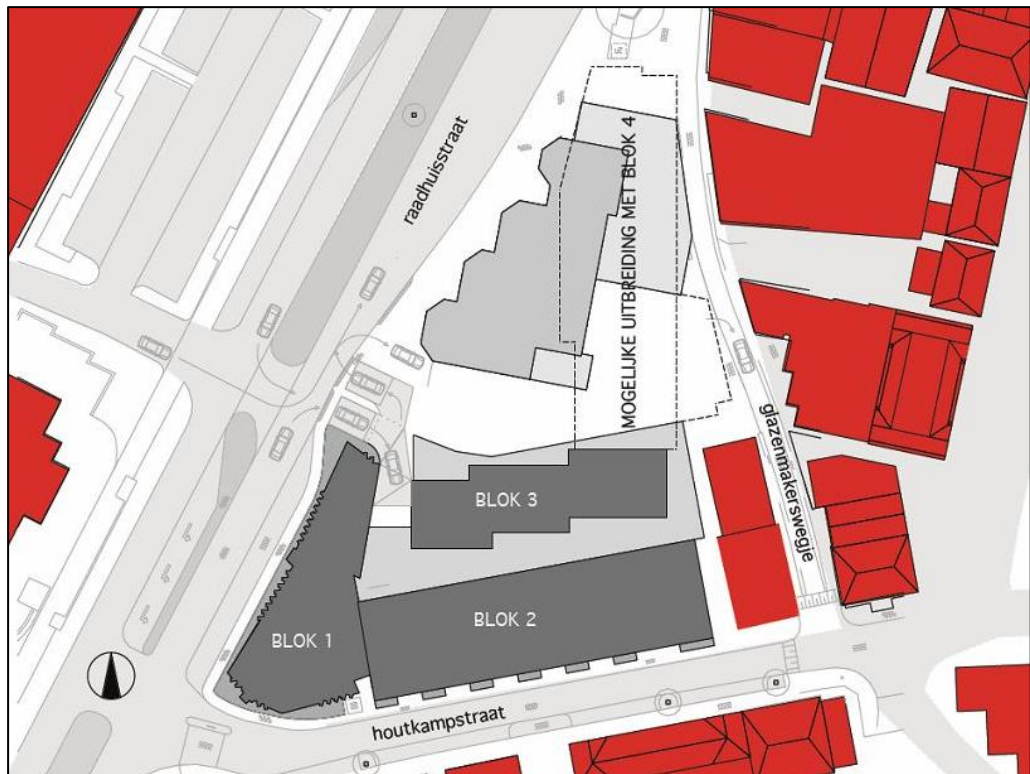 raadhuisstraat
MOGELIJKE UITBREIDING MET BLOK 4
glazenmakerswegje
BLOK 3
BLOK 2
BLOK 1
houtkampstraat